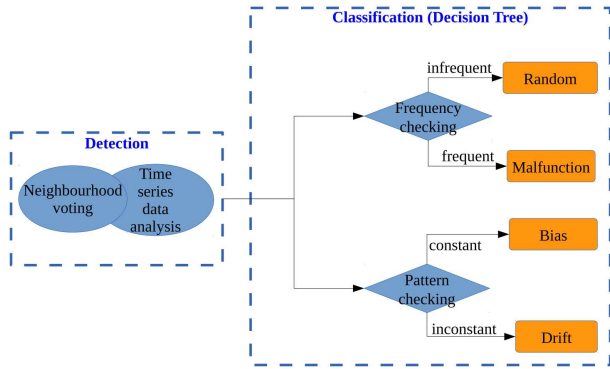 Classification (Decision Tree)
infrequent
Random
Frequency
checking
frequent
Malfunction
Detection
Neighbourhood
voting
Time
series
data
analysis
constant
Bias
Pattern
checking
inconstant
Drift